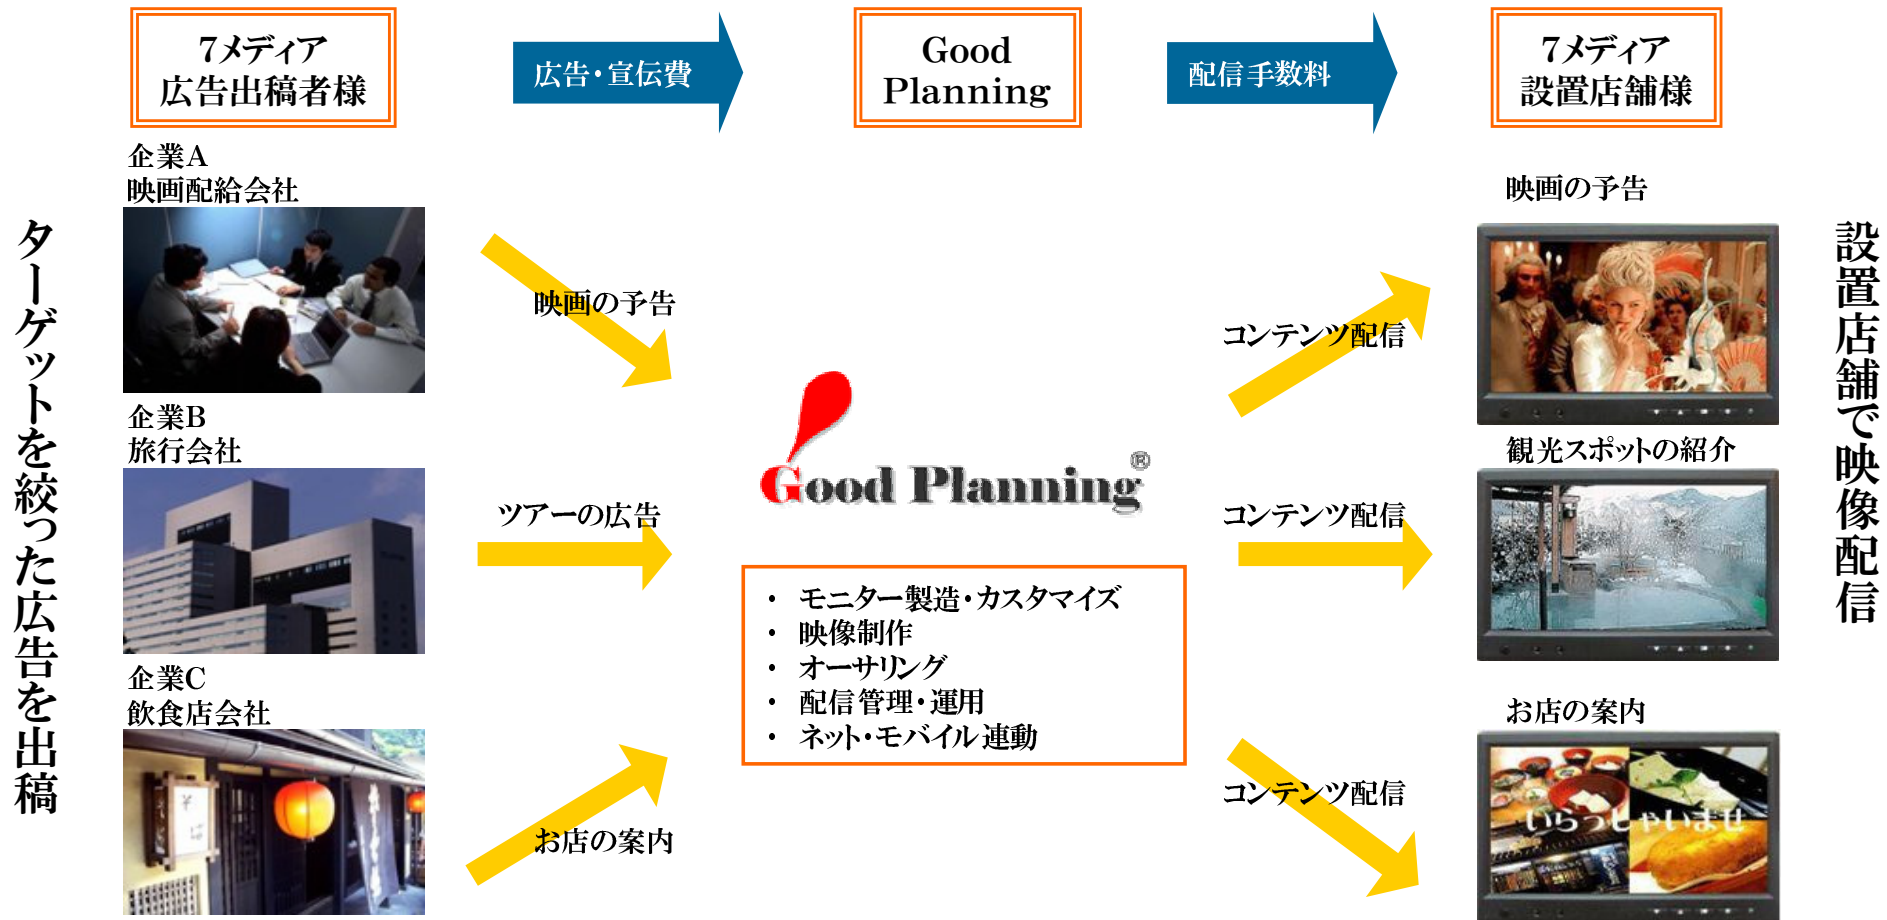 7メディア
広告出稿者様
広告・宣伝費
Good
Planning
配信手数料
7メディア
設置店舗様
ターゲットを絞った広告を出稿
企業A
映画配給会社
映画の予告
企業B
旅行会社
ツアーの広告
企業C
飲食店会社
お店の案内
Good Planning®
・ モニター製造・カスタマイズ
・ 映像制作
・ オーサリング
・ 配信管理・運用
・ ネット・モバイル連動
コンテンツ配信
コンテンツ配信
コンテンツ配信
映画の予告
観光スポットの紹介
お店の案内
いらっしゃいませ
設置店舗で映像配信